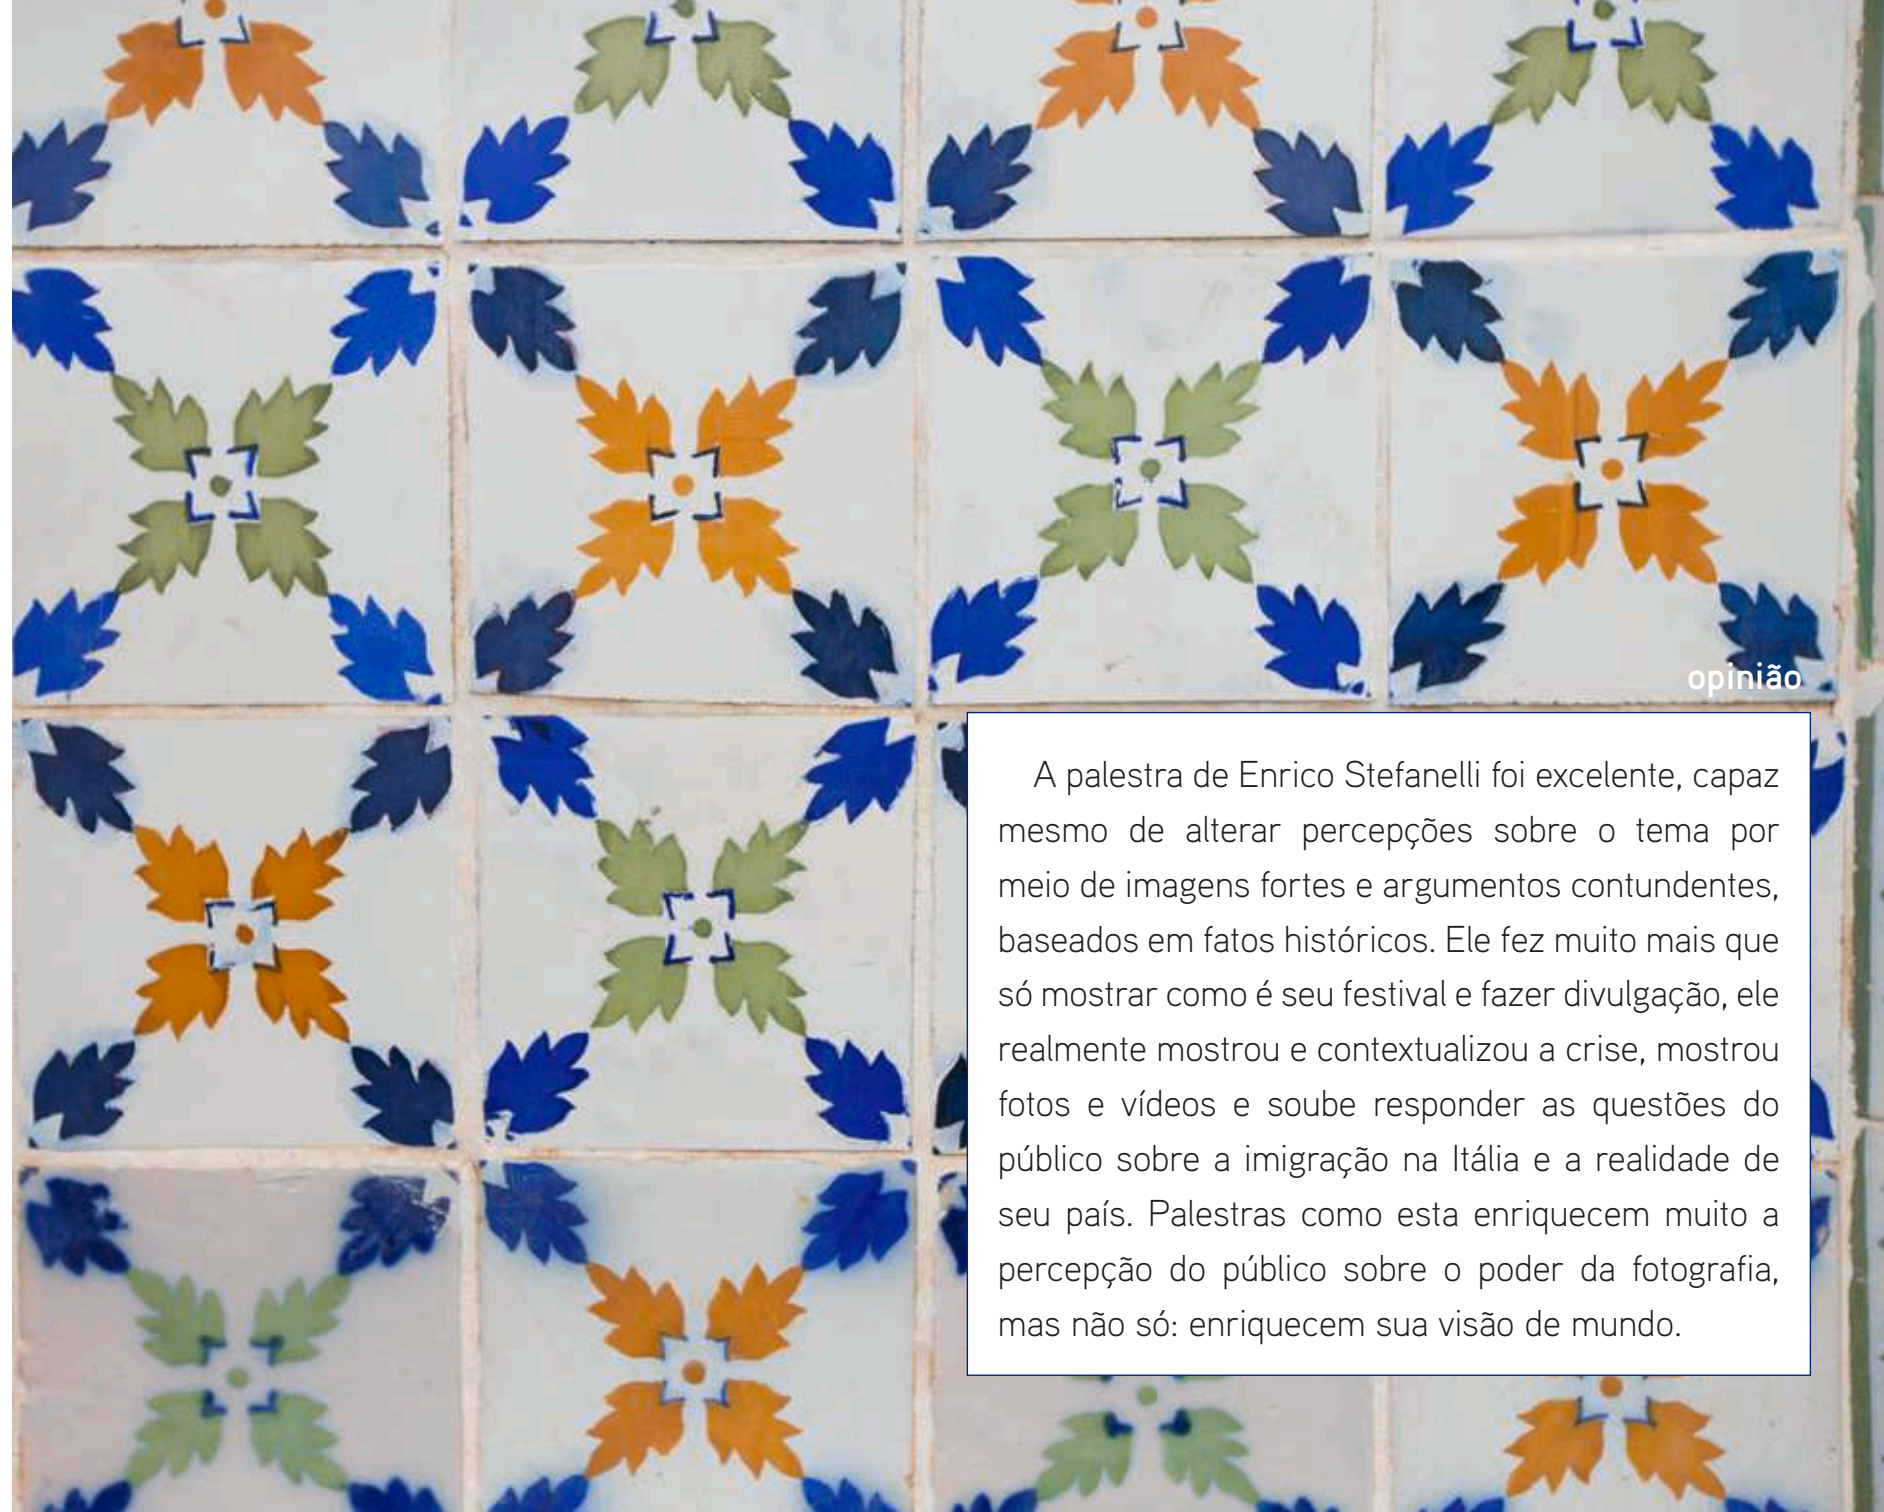 opinião
A palestra de Enrico Stefanelli foi excelente, capaz
mesmo de alterar percepções sobre o tema por
meio de imagens fortes e argumentos contundentes,
baseados em fatos históricos. Ele fez muito mais que
só mostrar como é seu festival e fazer divulgação, ele
realmente mostrou e contextualizou a crise, mostrou
fotos e vídeos e soube responder as questões do
público sobre a imigração na Itália e a realidade de
seu país. Palestras como esta enriquecem muito a
percepção do público sobre o poder da fotografia,
mas não só: enriquecem sua visão de mundo.